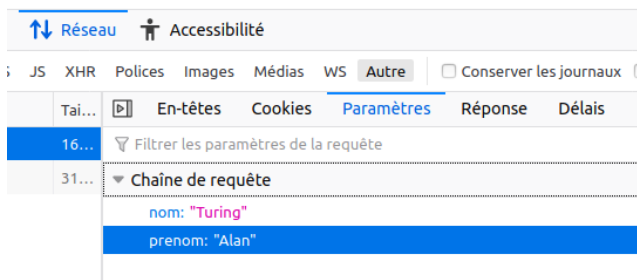 Réseau Accessibilité
JS XHR Polices Images Médias WS Autre Conserver les journaux
Tai... En-têtes Cookies Paramètres Réponse Délais
16... Filtrer les paramètres de la requête
31... Chaîne de requête
nom: "Turing"
prenom: "Alan"